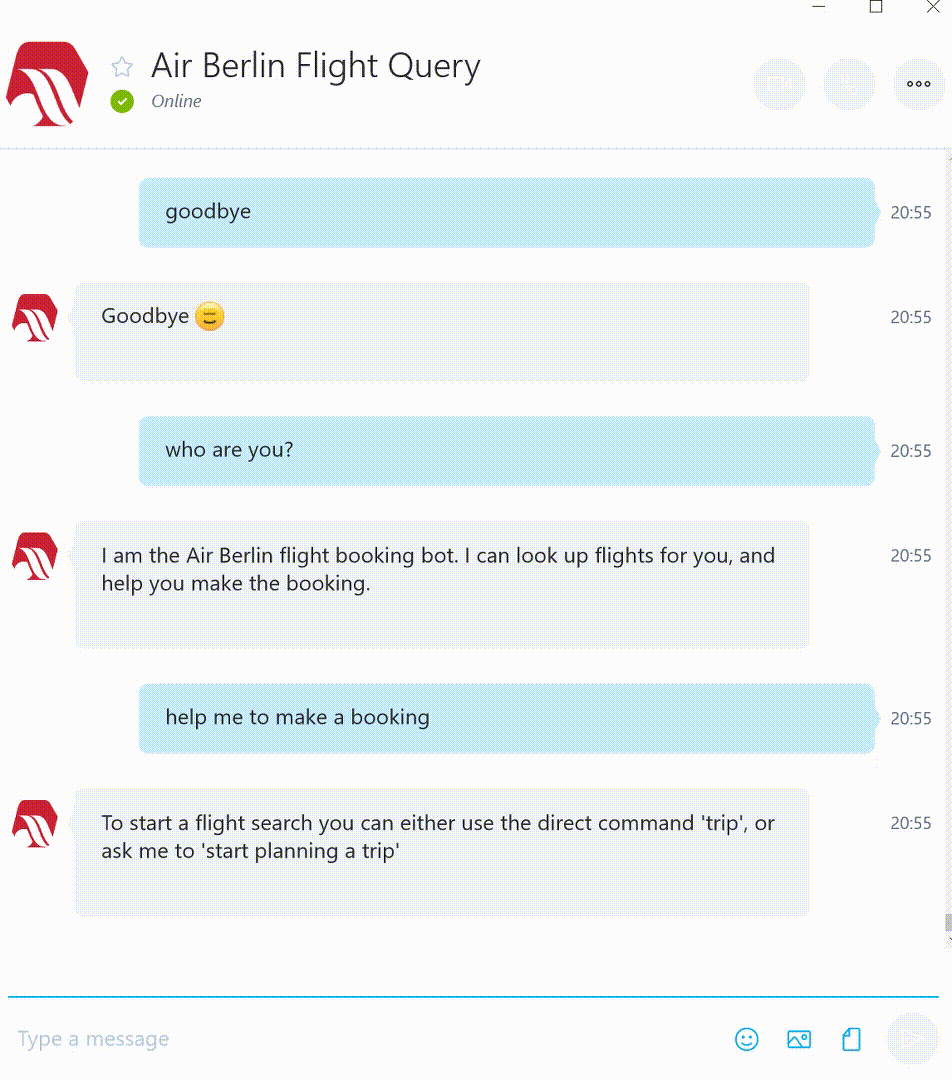 Air Berlin Flight Query
Online
goodbye
20:55
Goodbye
20:55
who are you?
20:55
I am the Air Berlin flight booking bot. I can look up flights for you, and
help you make the booking.
20:55
help me to make a booking
20:55
To start a flight search you can either use the direct command 'trip', or
ask me to 'start planning a trip'
20:55
Type a message